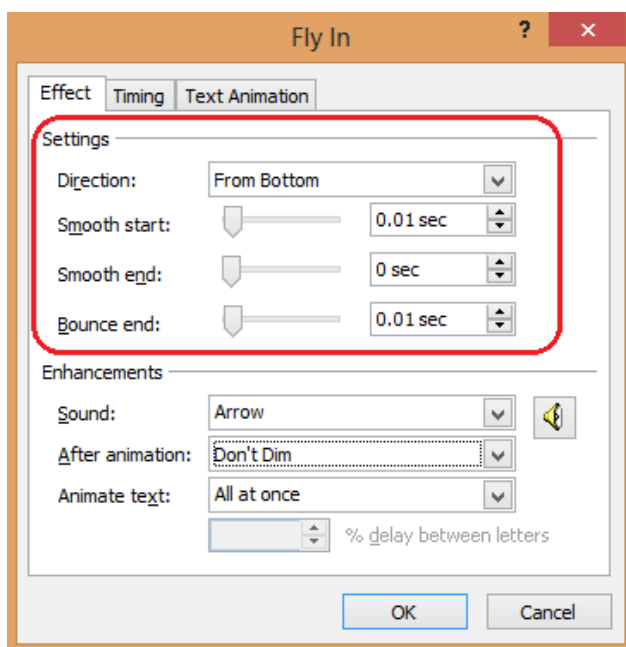 Fly In ? ×
Effect Timing Text Animation
Settings
Direction: From Bottom
Smooth start: 0.01 sec
Smooth end: 0 sec
Bounce end: 0.01 sec
Enhancements
Sound: Arrow
After animation: Don't Dim
Animate text: All at once
% delay between letters
OK Cancel